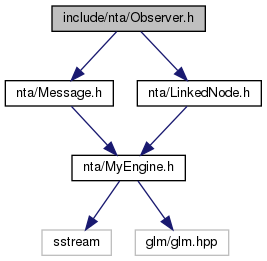 include/nta/Observer.h
nta/Message.h
nta/LinkedNode.h
nta/MyEngine.h
sstream
glm/glm.hpp